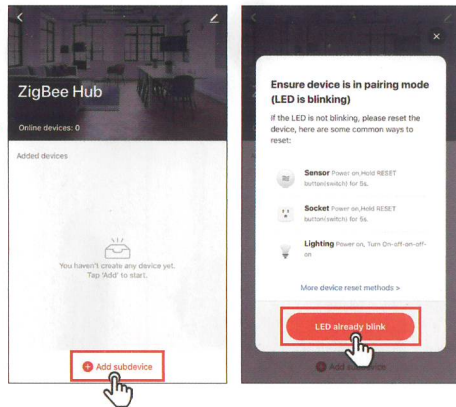 ZigBee Hub
Online devices: 0
Added devices
You haven't create any device yet.
Tap 'Add' to start.
Add subdevice
Ensure device is in pairing mode
(LED is blinking)
If the LED is not blinking, please reset the
device, here are some common ways to
reset:
Sensor Power on,Hold RESET
button(switch) for 5s.
Socket Power on,Hold RESET
button(switch) for 5s.
Lighting Power on, Turn On-off-on-off-
on
More device reset methods >
LED already blink
Add subdevice